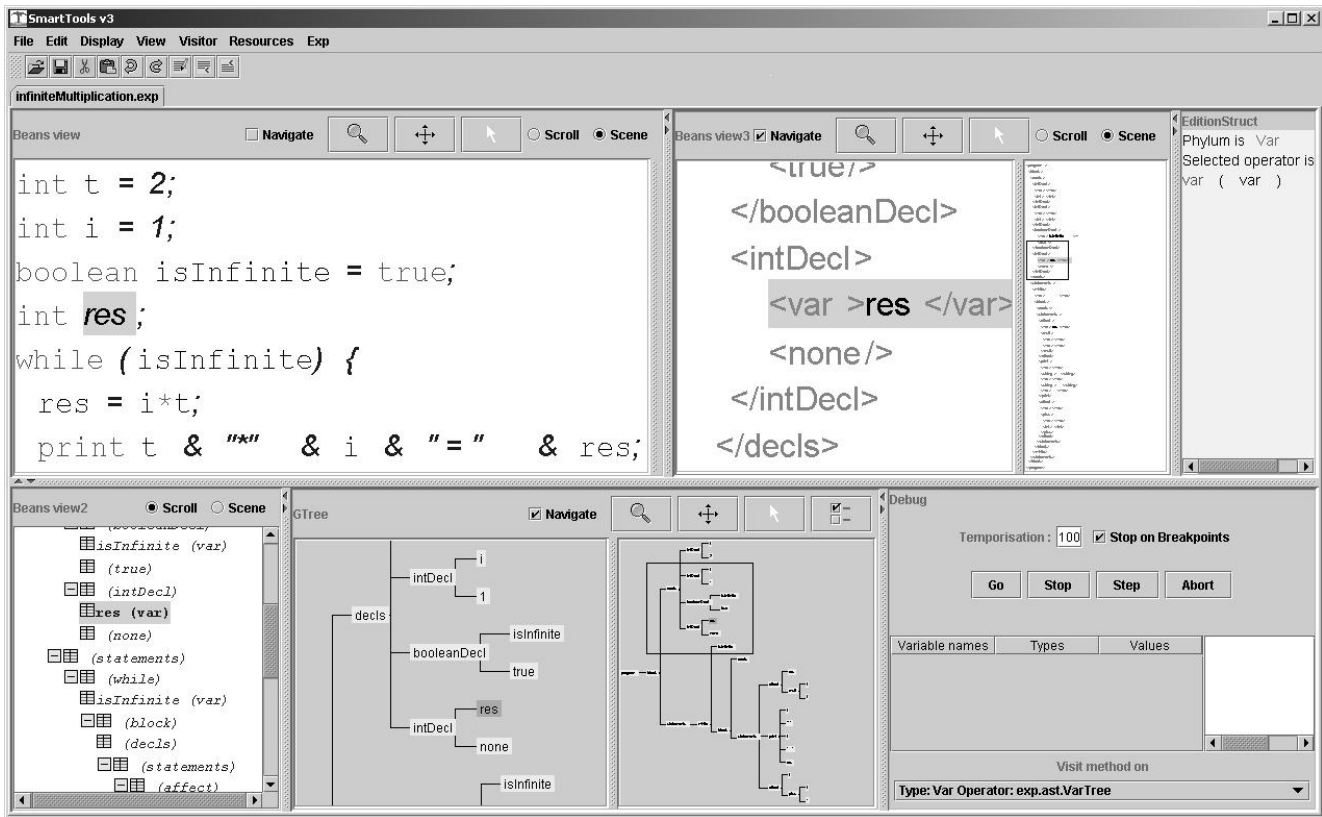 SmartTools v3
File Edit Display View Visitor Resources Exp
infiniteMultiplication.exp
Beans view Navigate Scroll Scene
int t = 2;
int i = 1;
boolean isInfinite = true;
int res ;
while (isInfinite) {
res = i*t;
print t & "*" & i & "=" & res;
Beans view3 Navigate Scroll Scene
<true/>
</booleanDecl>
<intDecl>
<var >res </var>
<none/>
</intDecl>
</decls>
EditionStruct
Phylum is Var
Selected operator is
var ( var )
Beans view2 Scroll Scene
(booleanDecl)
isInfinite (var)
(true)
(intDecl)
res (var)
(none)
(statements)
(while)
isInfinite (var)
(block)
(decls)
(statements)
(affect)
GTree Navigate
i
intDecl
1
decls
isInfinite
booleanDecl
true
res
intDecl
none
isInfinite
Debug
Temporisation : 100 Stop on Breakpoints
Go Stop Step Abort
Variable names Types Values
Visit method on
Type: Var Operator: exp.ast.VarTree